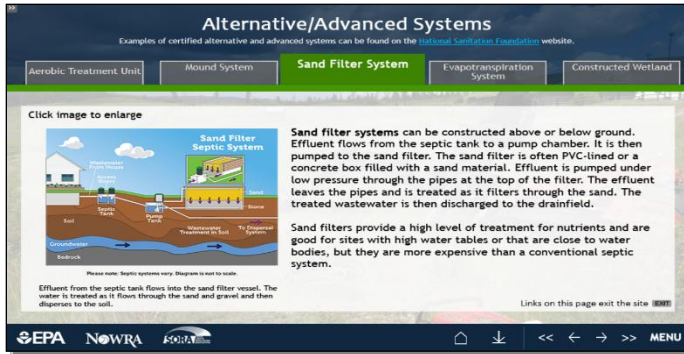 Alternative/Advanced Systems
Examples of certified alternative and advanced systems can be found on the National Sanitation Foundation website.
Aerobic Treatment Unit
Mound System
Sand Filter System
Evapotranspiration
System
Constructed Wetland
Click image to enlarge
Sand Filter
Septic System
Wastewater
From House
Access
Risers
Sand
Stone
Septic
Tank
Pump
Tank
Soil
Wastewater
Treatment in Soil
To Dispersal
System
Groundwater
Bedrock
Please note: Septic systems vary. Diagram is not to scale.
Effluent from the septic tank flows into the sand filter vessel. The
water is treated as it flows through the sand and gravel and then
disperses to the soil.
Sand filter systems can be constructed above or below ground.
Effluent flows from the septic tank to a pump chamber. It is then
pumped to the sand filter. The sand filter is often PVC-lined or a
concrete box filled with a sand material. Effluent is pumped under
low pressure through the pipes at the top of the filter. The effluent
leaves the pipes and is treated as it filters through the sand. The
treated wastewater is then discharged to the drainfield.
Sand filters provide a high level of treatment for nutrients and are
good for sites with high water tables or that are close to water
bodies, but they are more expensive than a conventional septic
system.
Links on this page exit the site EXIT
EPA NOWRA SORA
<< ← → >> MENU